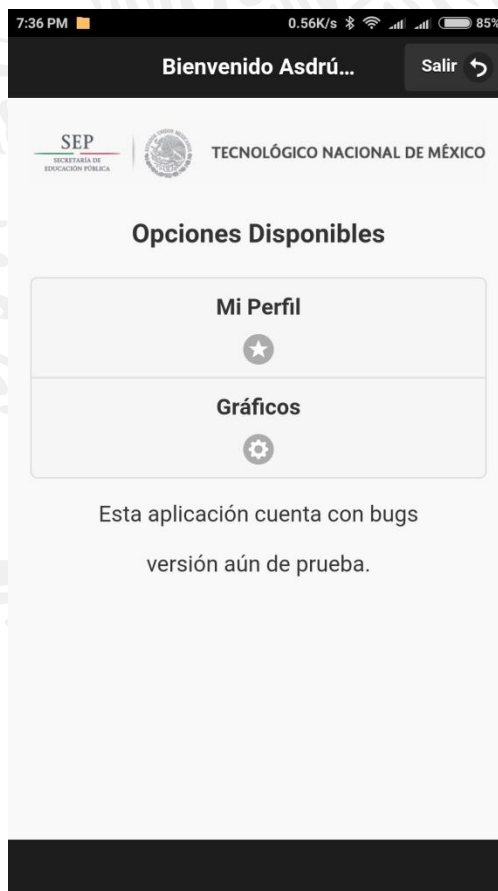 7:36 PM 0.56K/s 85%
Bienvenido Asdrú... Salir
SEP
SECRETARÍA DE
EDUCACIÓN PÚBLICA
TECNOLÓGICO NACIONAL DE MÉXICO
Opciones Disponibles
Mi Perfil
Gráficos
Esta aplicación cuenta con bugs
versión aún de prueba.